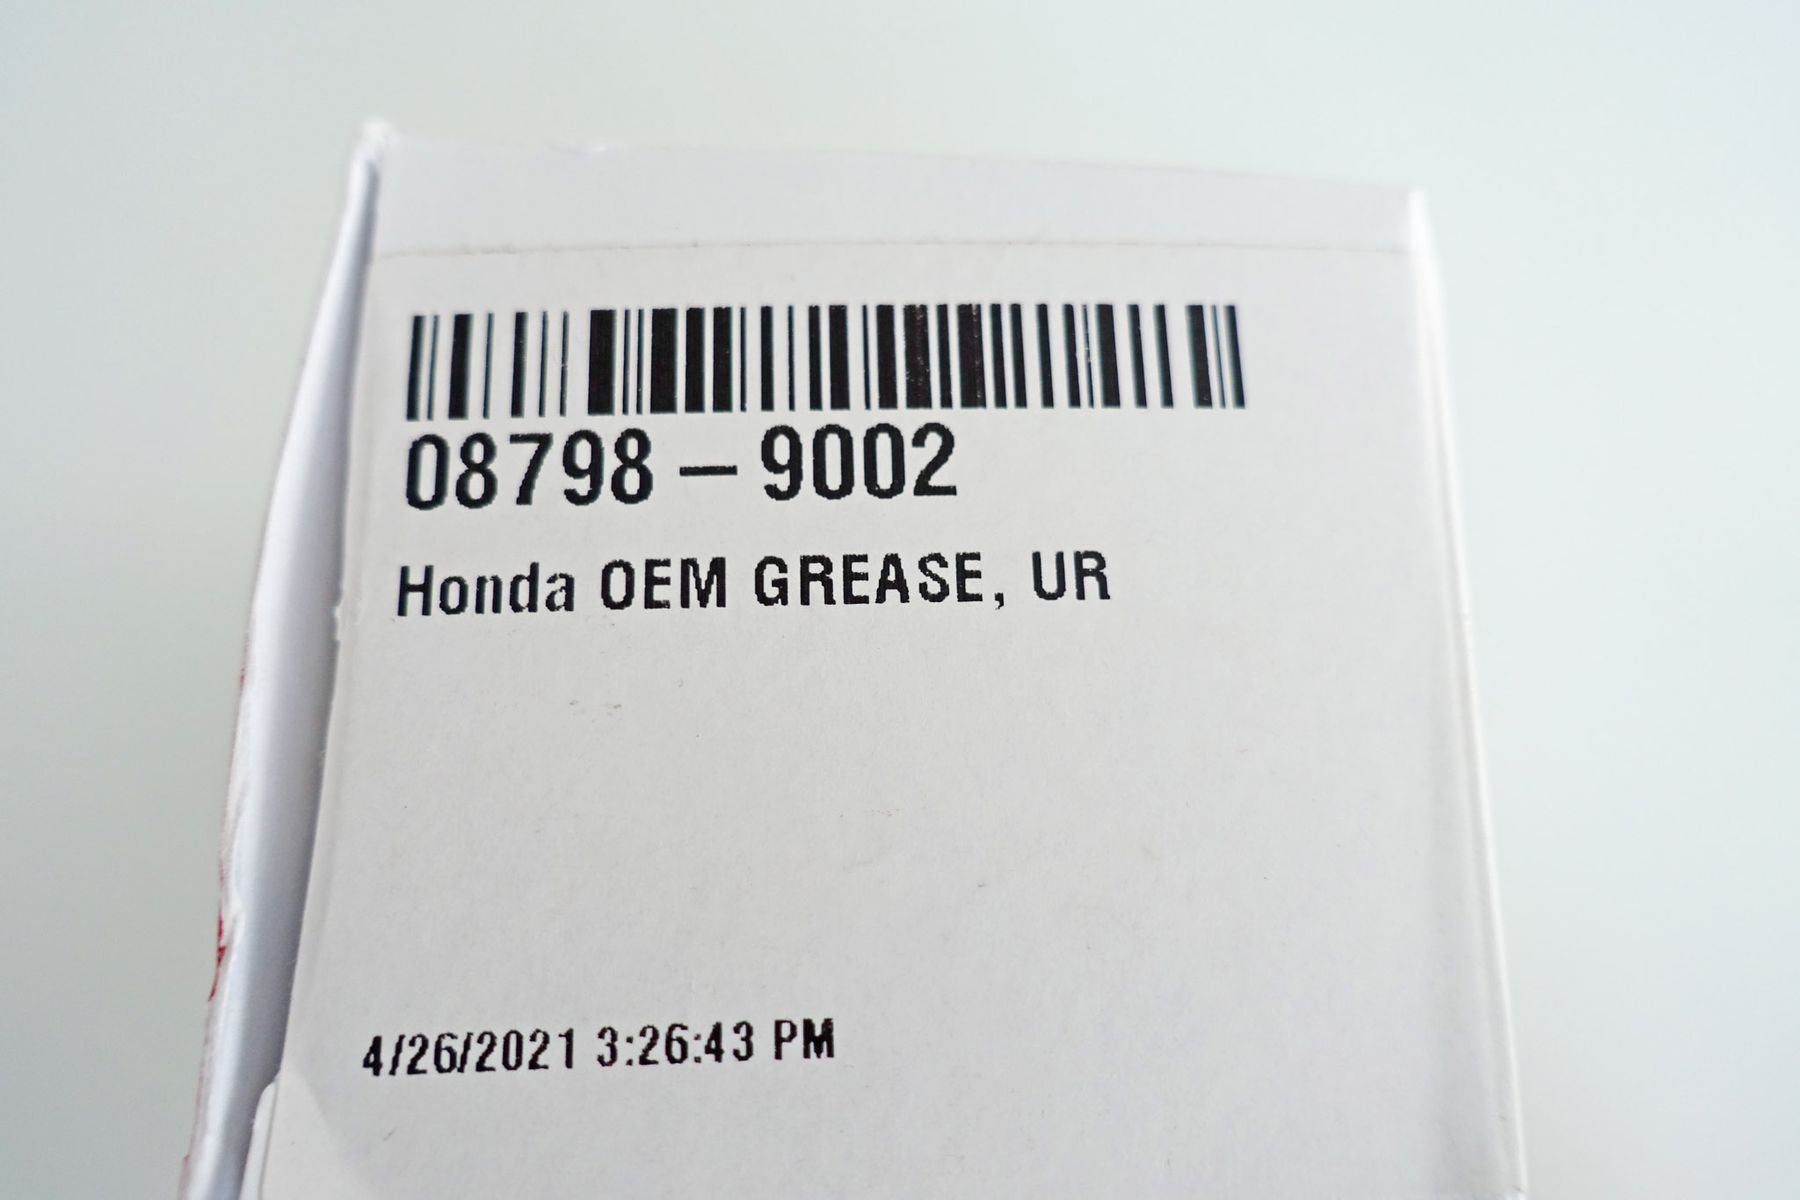 08798-9002
Honda OEM GREASE, UR
4/26/2021 3:26:43 PM